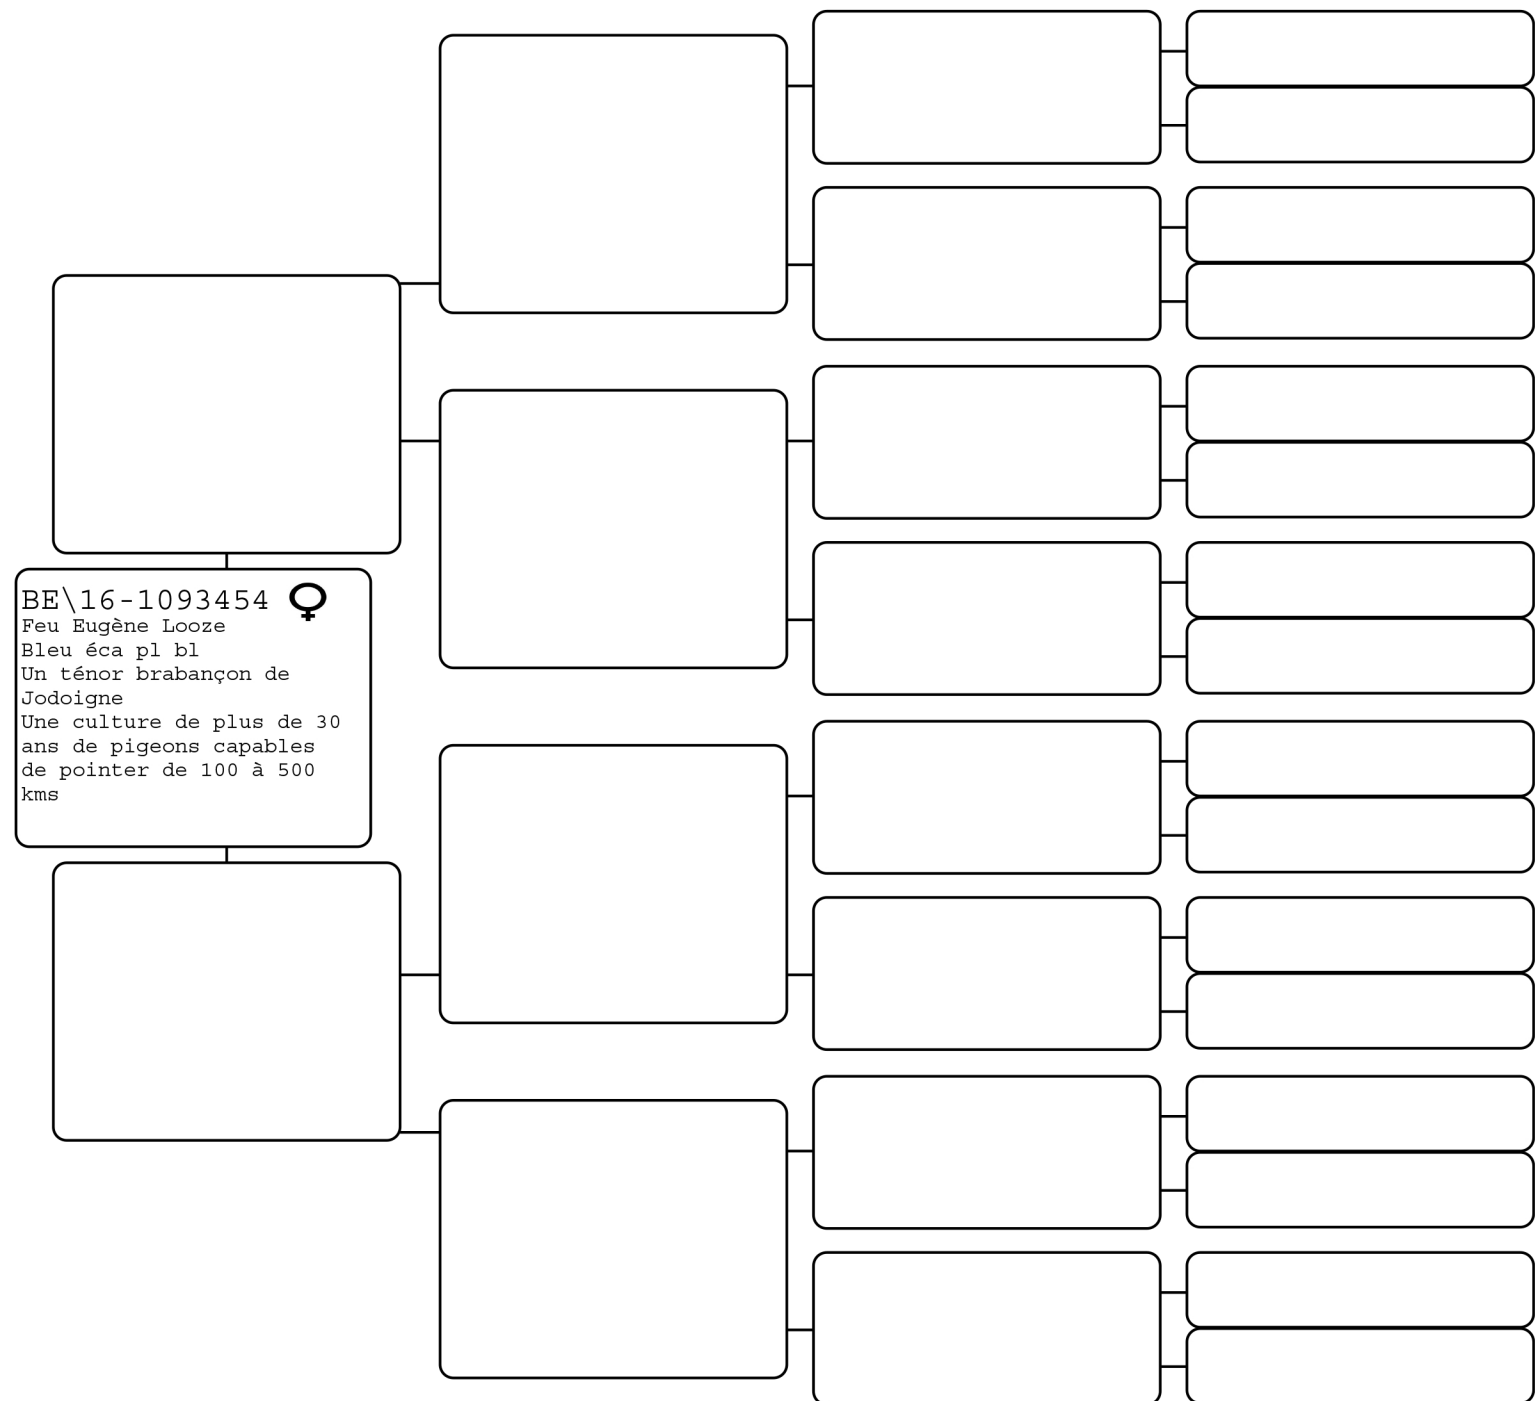 BE\16-1093454 ♀
Feu Eugène Looze
Bleu éca pl bl
Un ténor brabançon de
Jodoigne
Une culture de plus de 30
ans de pigeons capables
de pointer de 100 à 500
kms